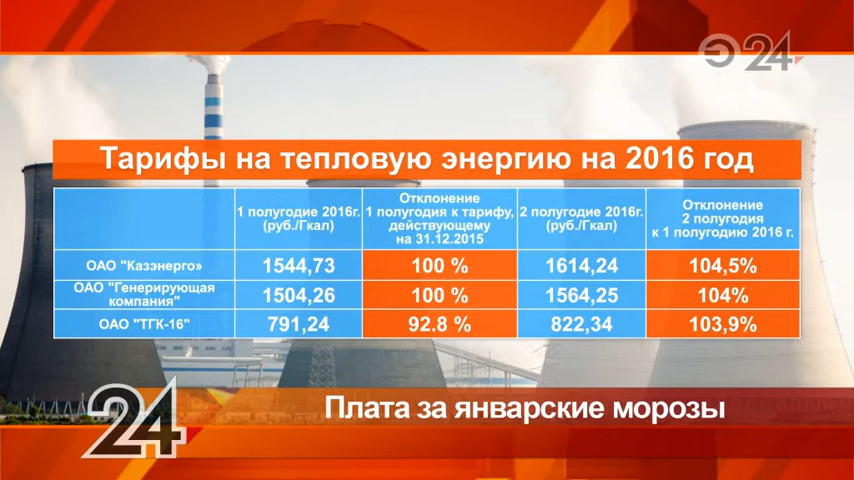 Э24
Тарифы на тепловую энергию на 2016 год
1 полугодие 2016г.
(руб./Гкал)
Отклонение
1 полугодия к тарифу,
действующему
на 31.12.2015
2 полугодие 2016г.
(руб./Гкал)
Отклонение
2 полугодия
к 1 полугодию 2016 г.
ОАО "Казэнерго» 1544,73 100 % 1614,24 104,5%
ОАО "Генерирующая
компания" 1504,26 100 % 1564,25 104%
ОАО "ТГК-16" 791,24 92.8 % 822,34 103,9%
24
Плата за январские морозы